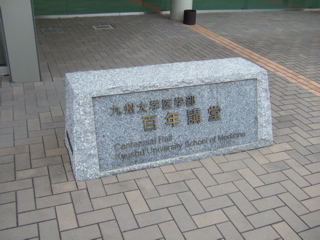 九州大学医学部
百年講堂
Centennial Hall
Kyushu University School of Medicine